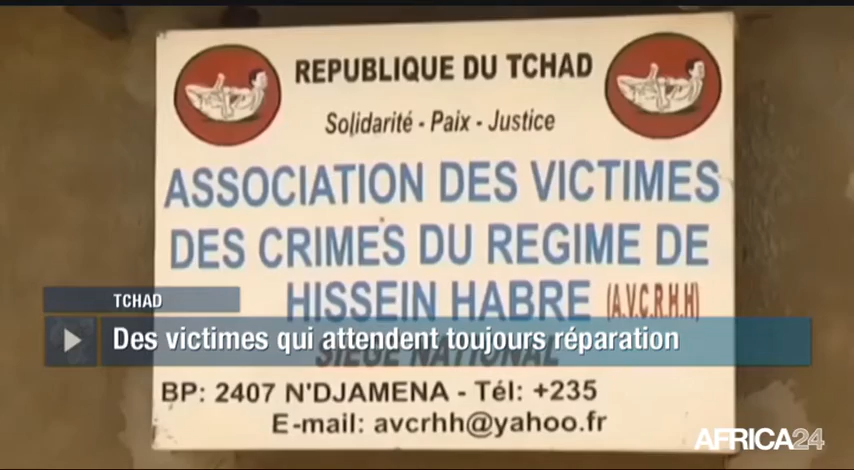 REPUBLIQUE DU TCHAD
Solidarité - Paix - Justice
ASSOCIATION DES VICTIMES
DES CRIMES DU REGIME DE
HISSEIN HABRE (A.V.C.R.H.H)
TCHAD
Des victimes qui attendent toujours réparation
SIEGE NATIONAL
BP: 2407 N'DJAMENA - Tél: +235
E-mail: avcrhh@yahoo.fr
AFRICA24